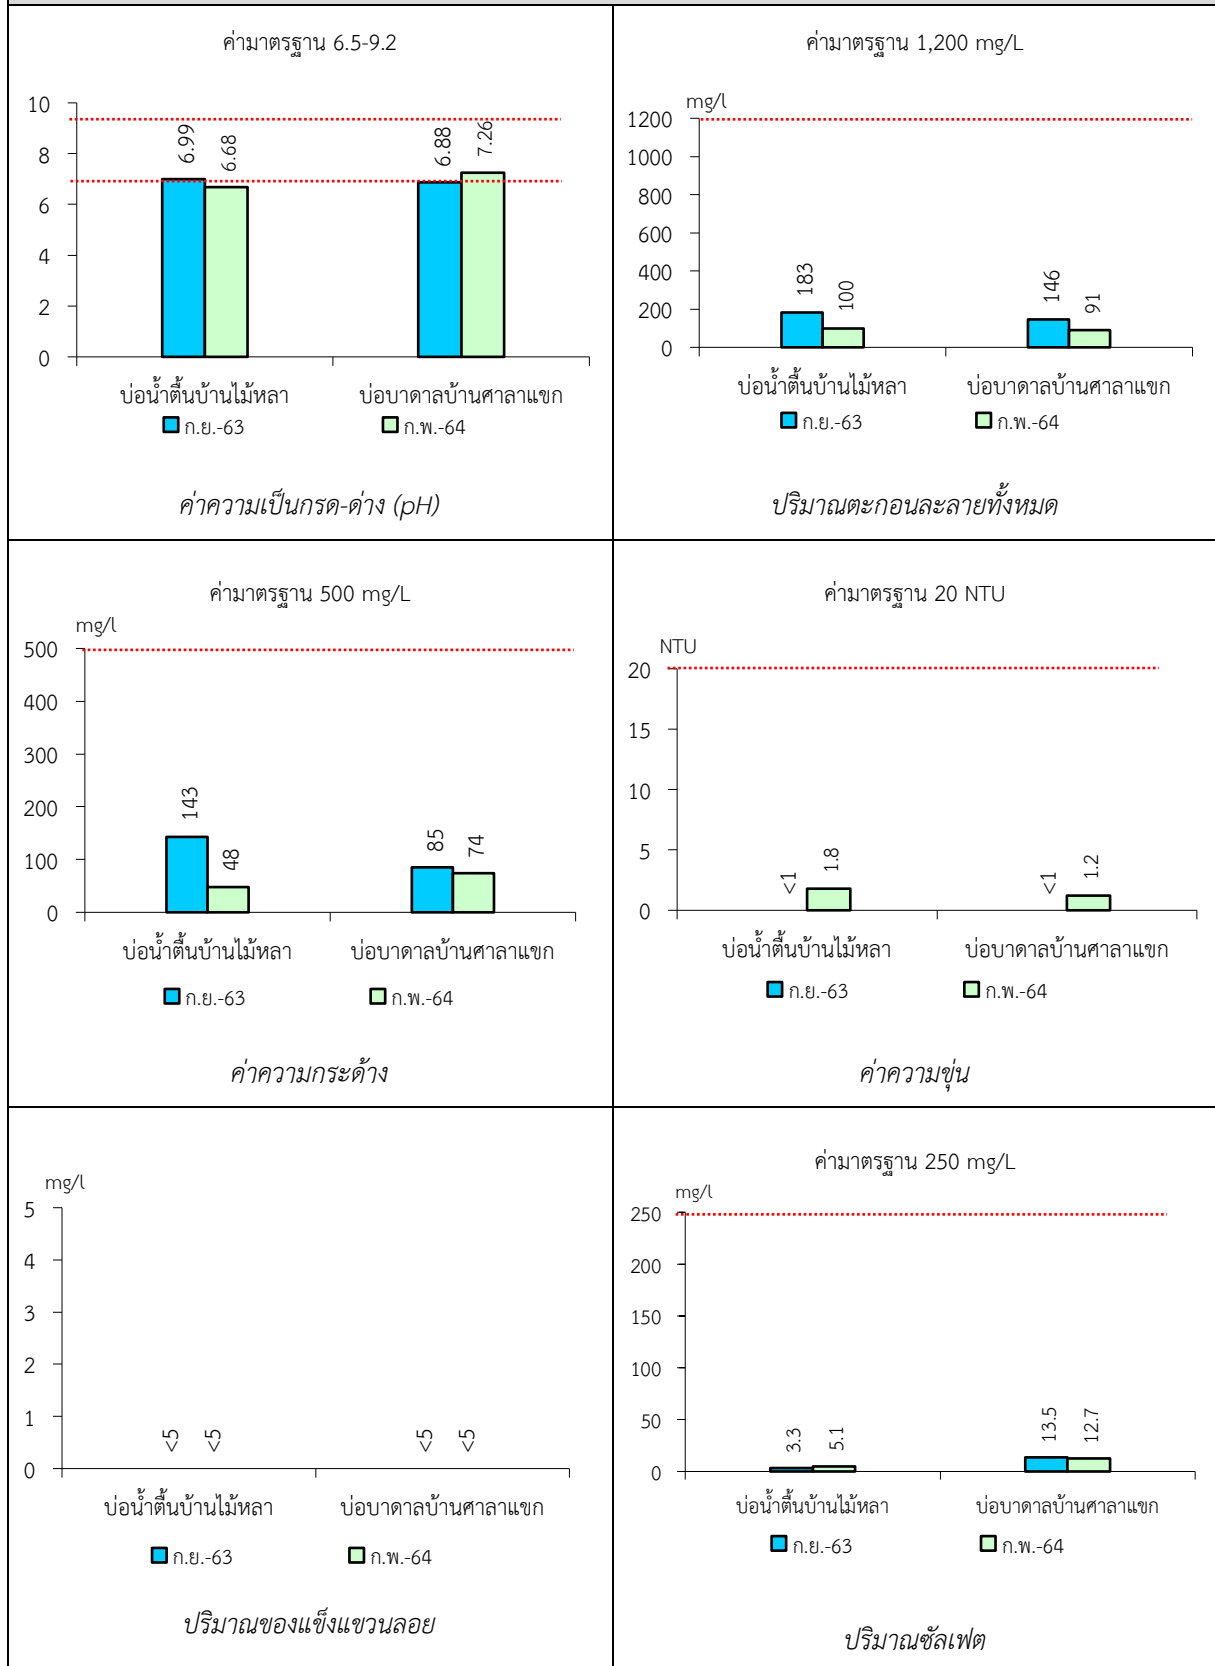 ค่ามาตรฐาน 6.5-9.2
10
8
6
4
2
0
6.99
6.68
6.88
7.26
บ่อน้ำตื้นบ้านไม้หลา
บ่อบาดาลบ้านศาลาแขก
ก.ย.-63
ก.พ.-64
ค่าความเป็นกรด-ด่าง (pH)
ค่ามาตรฐาน 1,200 mg/L
mg/l
1200
1000
800
600
400
200
0
183
100
146
91
บ่อน้ำตื้นบ้านไม้หลา
บ่อบาดาลบ้านศาลาแขก
ก.ย.-63
ก.พ.-64
ปริมาณตะกอนละลายทั้งหมด
ค่ามาตรฐาน 500 mg/L
mg/l
500
400
300
200
100
0
143
48
85
74
บ่อน้ำตื้นบ้านไม้หลา
บ่อบาดาลบ้านศาลาแขก
ก.ย.-63
ก.พ.-64
ค่าความกระด้าง
ค่ามาตรฐาน 20 NTU
NTU
20
15
10
5
0
<1
1.8
<1
1.2
บ่อน้ำตื้นบ้านไม้หลา
บ่อบาดาลบ้านศาลาแขก
ก.ย.-63
ก.พ.-64
ค่าความขุ่น
mg/l
5
4
3
2
1
0
<5
<5
<5
<5
บ่อน้ำตื้นบ้านไม้หลา
บ่อบาดาลบ้านศาลาแขก
ก.ย.-63
ก.พ.-64
ปริมาณของแข็งแขวนลอย
ค่ามาตรฐาน 250 mg/L
mg/l
250
200
150
100
50
0
3.3
5.1
13.5
12.7
บ่อน้ำตื้นบ้านไม้หลา
บ่อบาดาลบ้านศาลาแขก
ก.ย.-63
ก.พ.-64
ปริมาณซัลเฟต